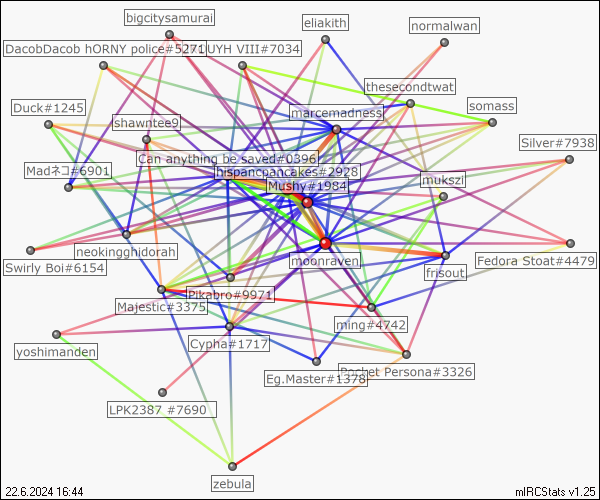 bigcitysamurai
eliakith
normalwan
DacobDacob hORNY police#5271
UYH VIII#7034
thesecondtwat
Duck#1245
somass
marcemadness
shawntee9
Silver#7938
Can anything be saved#0396
Madネコ#6901
hispancpancakes#2928
mukszi
Mushy#1984
neokingghidorah
moonraven
Fedora Stoat#4479
Swirly Boi#6154
frisout
Pikabro#9971
Majestic#3375
ming#4742
Cypha#1717
yoshimanden
Pocket Persona#3326
Eg.Master#1378
LPK2387 #7690
zebula
22.6.2024 16:44
mIRCStats v1.25